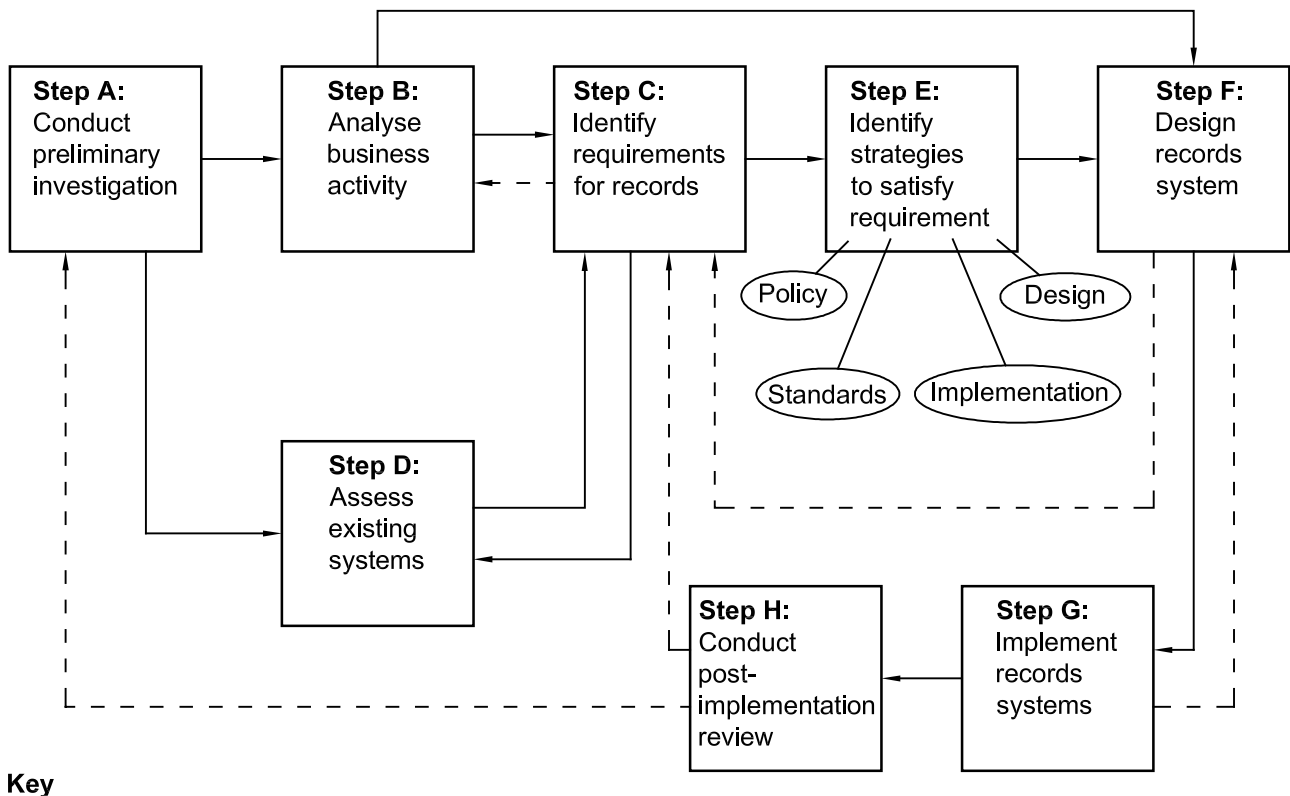 Step A:
Conduct
preliminary
investigation
Step B:
Analyse
business
activity
Step C:
Identify
requirements
for records
Step E:
Identify
strategies
to satisfy
requirement
Step F:
Design
records
system
Policy
Design
Standards
Implementation
Step D:
Assess
existing
systems
Step H:
Conduct
post-
implementation
review
Step G:
Implement
records
systems
Key